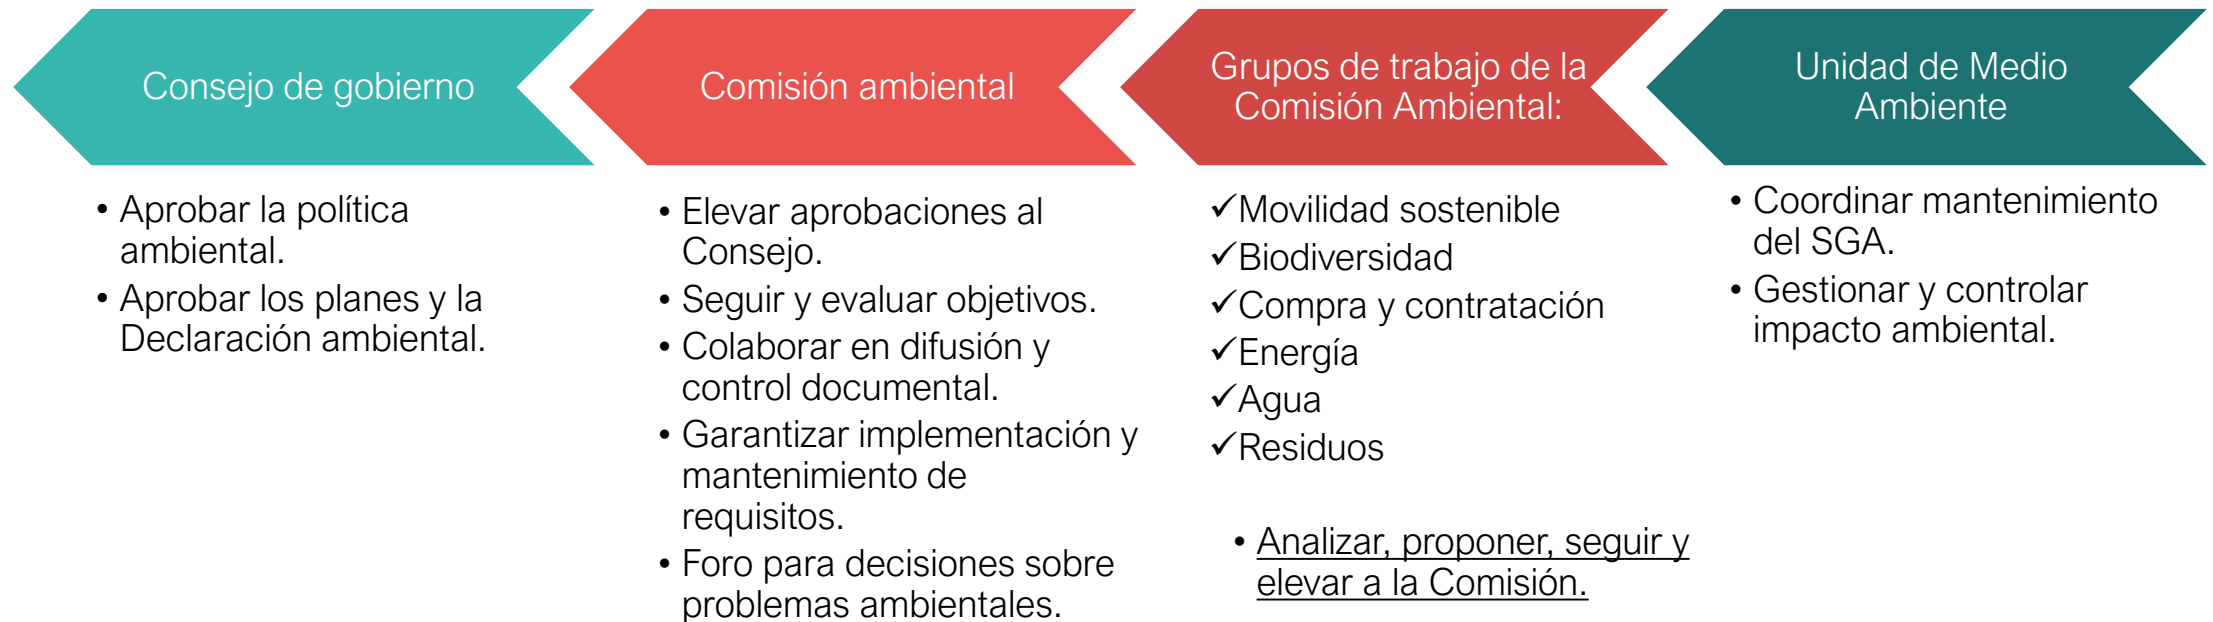 Consejo de gobierno
• Aprobar la política
ambiental.
• Aprobar los planes y la
Declaración ambiental.
Comisión ambiental
• Elevar aprobaciones al
Consejo.
• Seguir y evaluar objetivos.
• Colaborar en difusión y
control documental.
• Garantizar implementación y
mantenimiento de
requisitos.
• Foro para decisiones sobre
problemas ambientales.
Grupos de trabajo de la
Comisión Ambiental:
✓Movilidad sostenible
✓Biodiversidad
✓Compra y contratación
✓Energía
✓Agua
✓Residuos
• Analizar, proponer, seguir y
elevar a la Comisión.
Unidad de Medio
Ambiente
• Coordinar mantenimiento
del SGA.
• Gestionar y controlar
impacto ambiental.